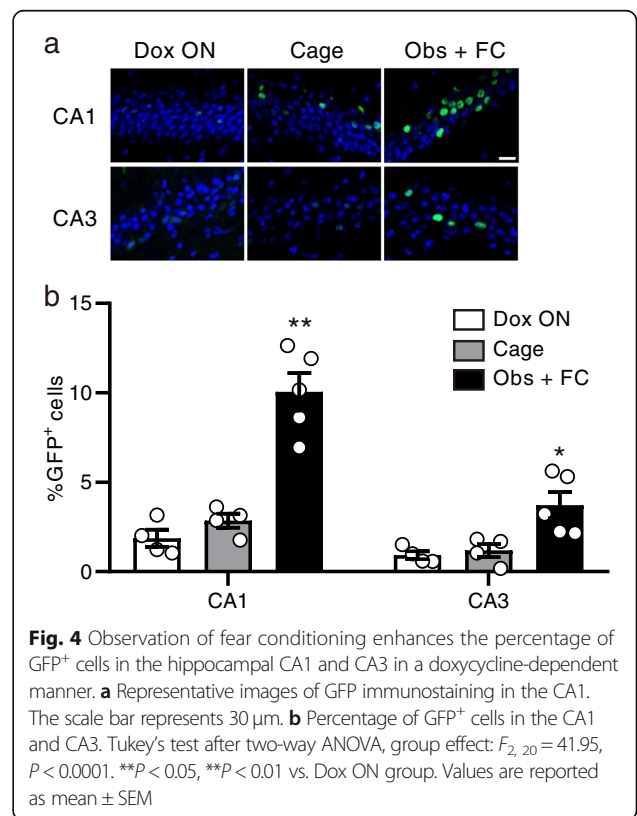 a
Dox ON Cage Obs + FC
CA1
CA3
b
15
10
5
0
%GFP⁺ cells
**
*
Dox ON
Cage
Obs + FC
CA1 CA3
Fig. 4 Observation of fear conditioning enhances the percentage of
GFP⁺ cells in the hippocampal CA1 and CA3 in a doxycycline-dependent
manner. a Representative images of GFP immunostaining in the CA1.
The scale bar represents 30 μm. b Percentage of GFP⁺ cells in the CA1
and CA3. Tukey's test after two-way ANOVA, group effect: F₂, ₂₀ = 41.95,
P < 0.0001. **P < 0.05, **P < 0.01 vs. Dox ON group. Values are reported
as mean ± SEM